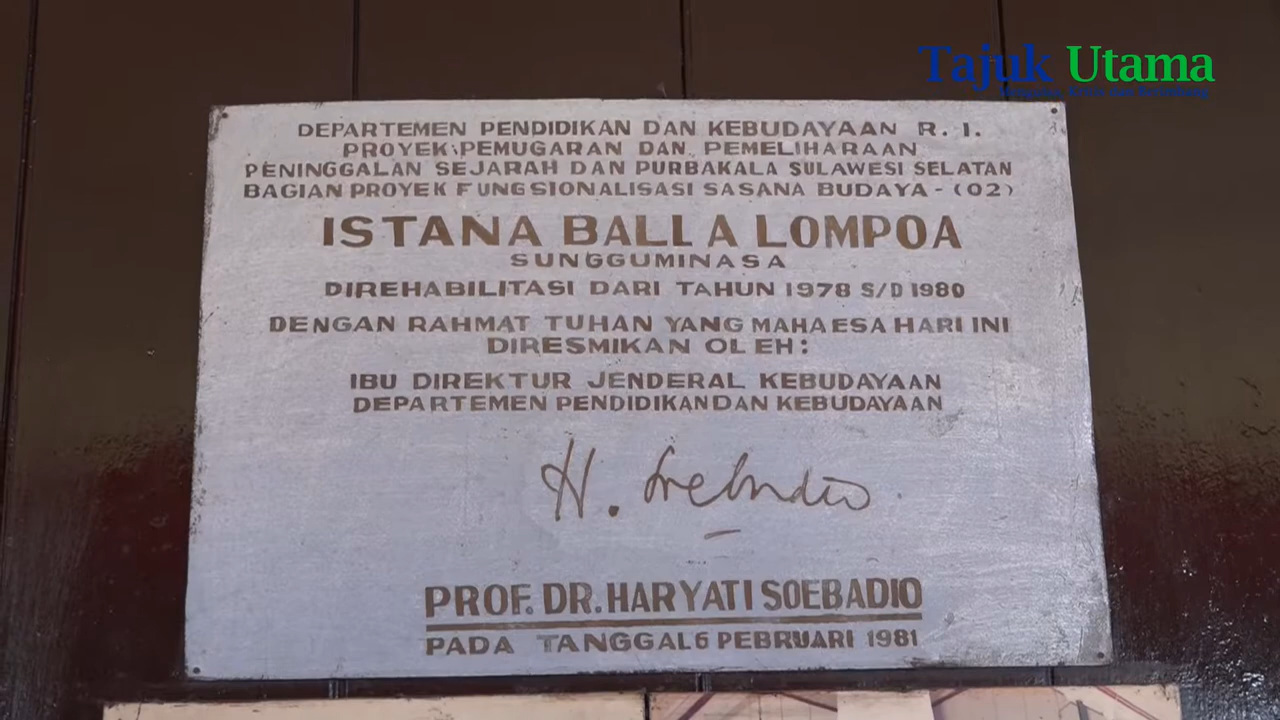 Tajuk Utama
DEPARTEMEN PENDIDIKAN DAN KEBUDAYAAN R. I.
PROYEK PEMUGARAN DAN PEMELIHARAAN
PENINGGALAN SEJARAH DAN PURBAKALA SULAWESI SELATAN
BAGIAN PROYEK FUNGSIONALISASI SASANA BUDAYA - (02)
ISTANA BALLA LOMPOA
SUNGGUMINASA
DIREHABILITASI DARI TAHUN 1978 S/D 1980
DENGAN RAHMAT TUHAN YANG MAHA ESA HARI INI
DIRESMIKAN OLEH:
IBU DIREKTUR JENDERAL KEBUDAYAAN
DEPARTEMEN PENDIDIKAN DAN KEBUDAYAAN
H. Soebadio
PROF. DR. HARYATI SOEBADIO
PADA TANGGAL 6 PEBRUARI 1981